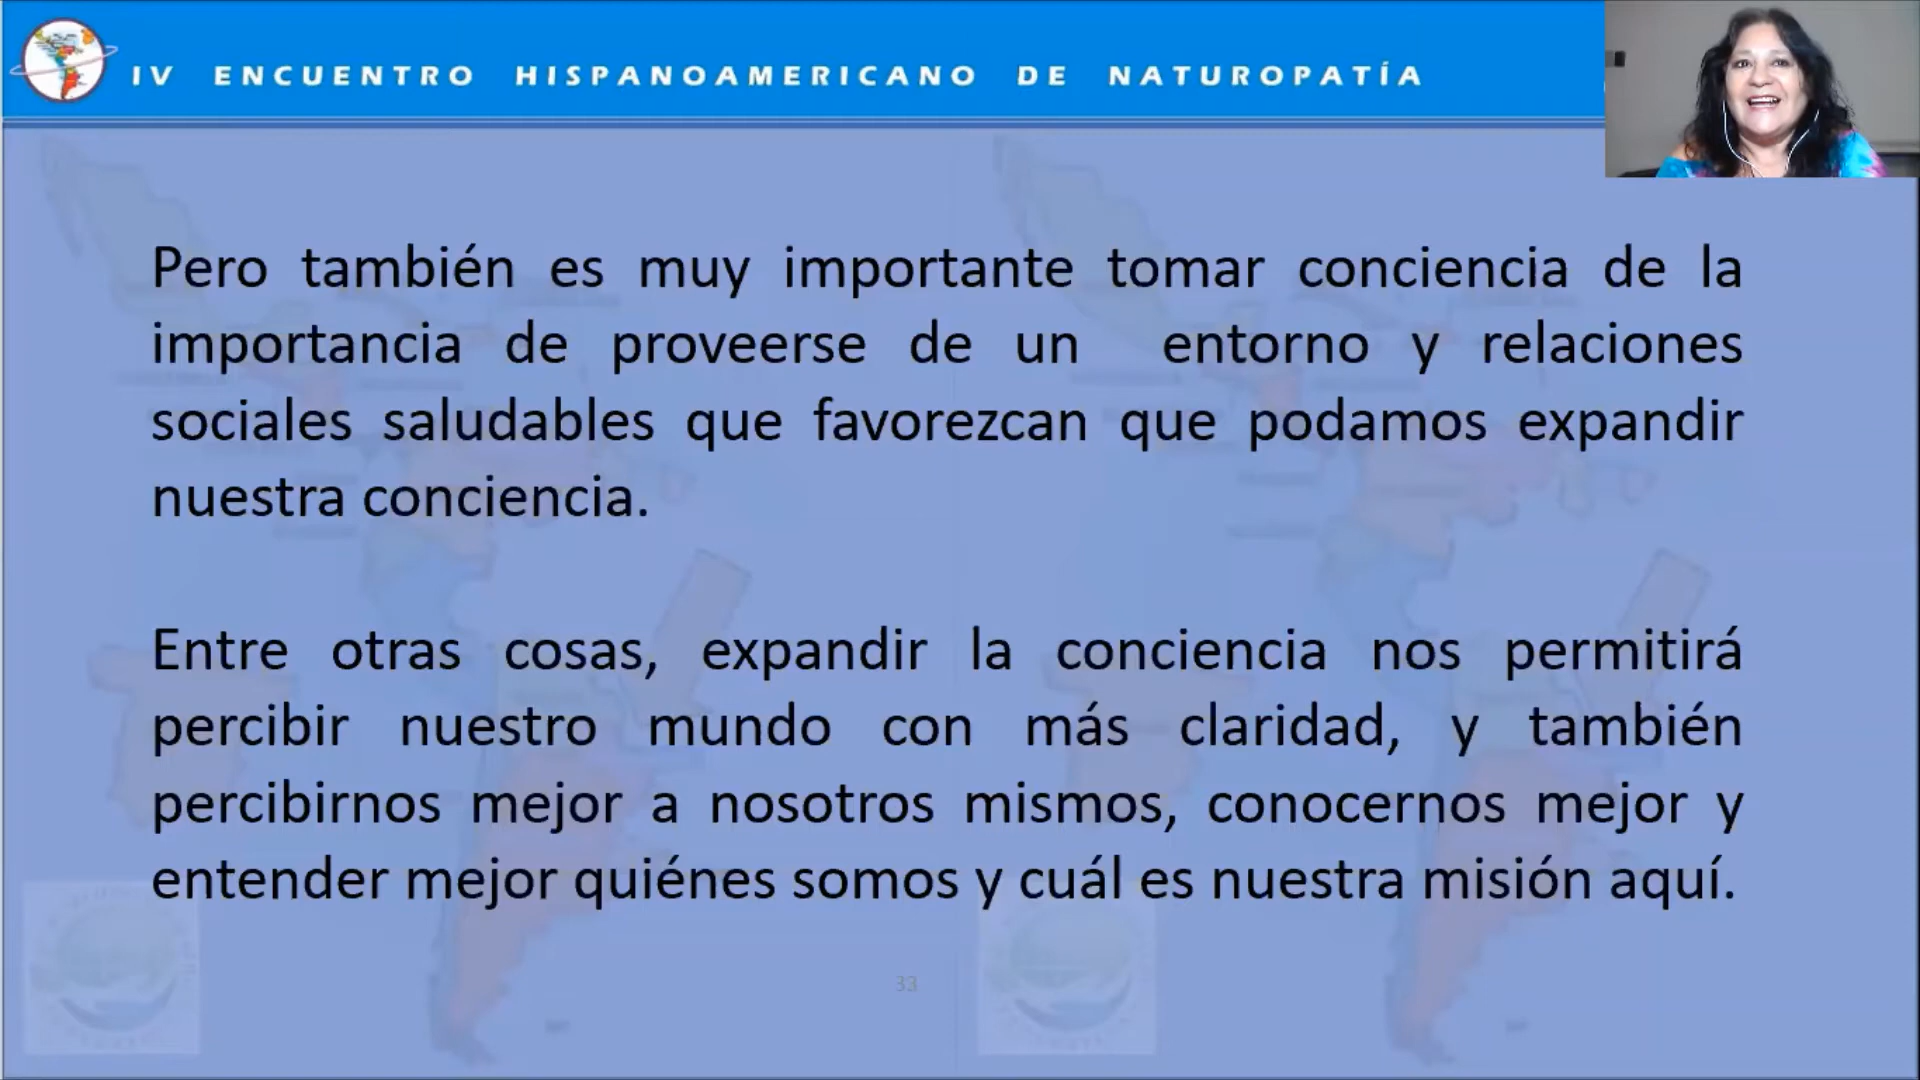 IV ENCUENTRO HISPANOAMERICANO DE NATUROPATÍA
Pero también es muy importante tomar conciencia de la
importancia de proveerse de un entorno y relaciones
sociales saludables que favorezcan que podamos expandir
nuestra conciencia.
Entre otras cosas, expandir la conciencia nos permitirá
percibir nuestro mundo con más claridad, y también
percibirnos mejor a nosotros mismos, conocernos mejor y
entender mejor quiénes somos y cuál es nuestra misión aquí.
33